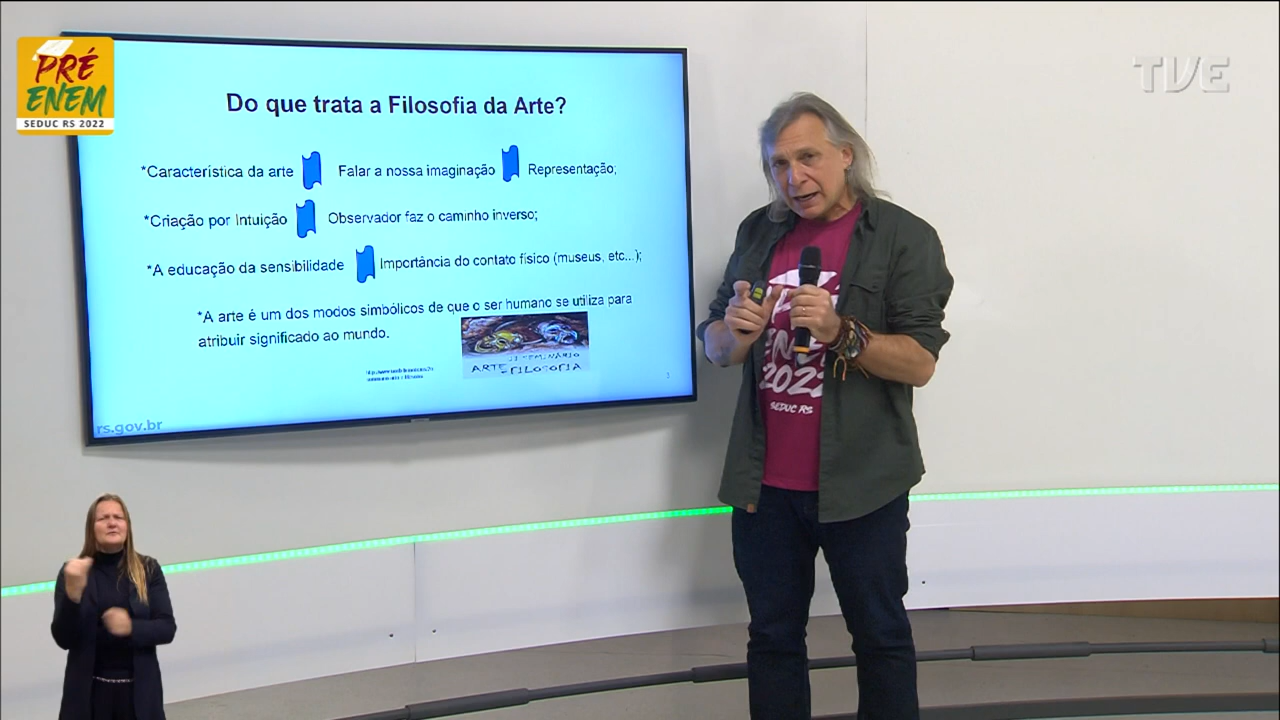 PRÉ
ENEM
SEDUC RS 2022
TVE
Do que trata a Filosofia da Arte?
*Característica da arte Falar a nossa imaginação Representação;
*Criação por Intuição Observador faz o caminho inverso;
*A educação da sensibilidade Importância do contato físico (museus, etc...);
*A arte é um dos modos simbólicos de que o ser humano se utiliza para
atribuir significado ao mundo.
II SEMINÁRIO
ARTE
FILOSOFIA
rs.gov.br
2022
SEDUC RS